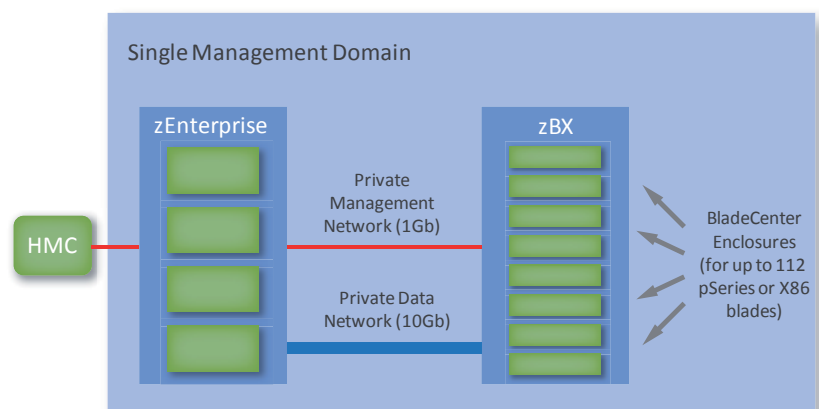 Single Management Domain
zEnterprise
zBX
HMC
Private
Management
Network (1Gb)
Private Data
Network (10Gb)
BladeCenter
Enclosures
(for up to 112
pSeries or X86
blades)